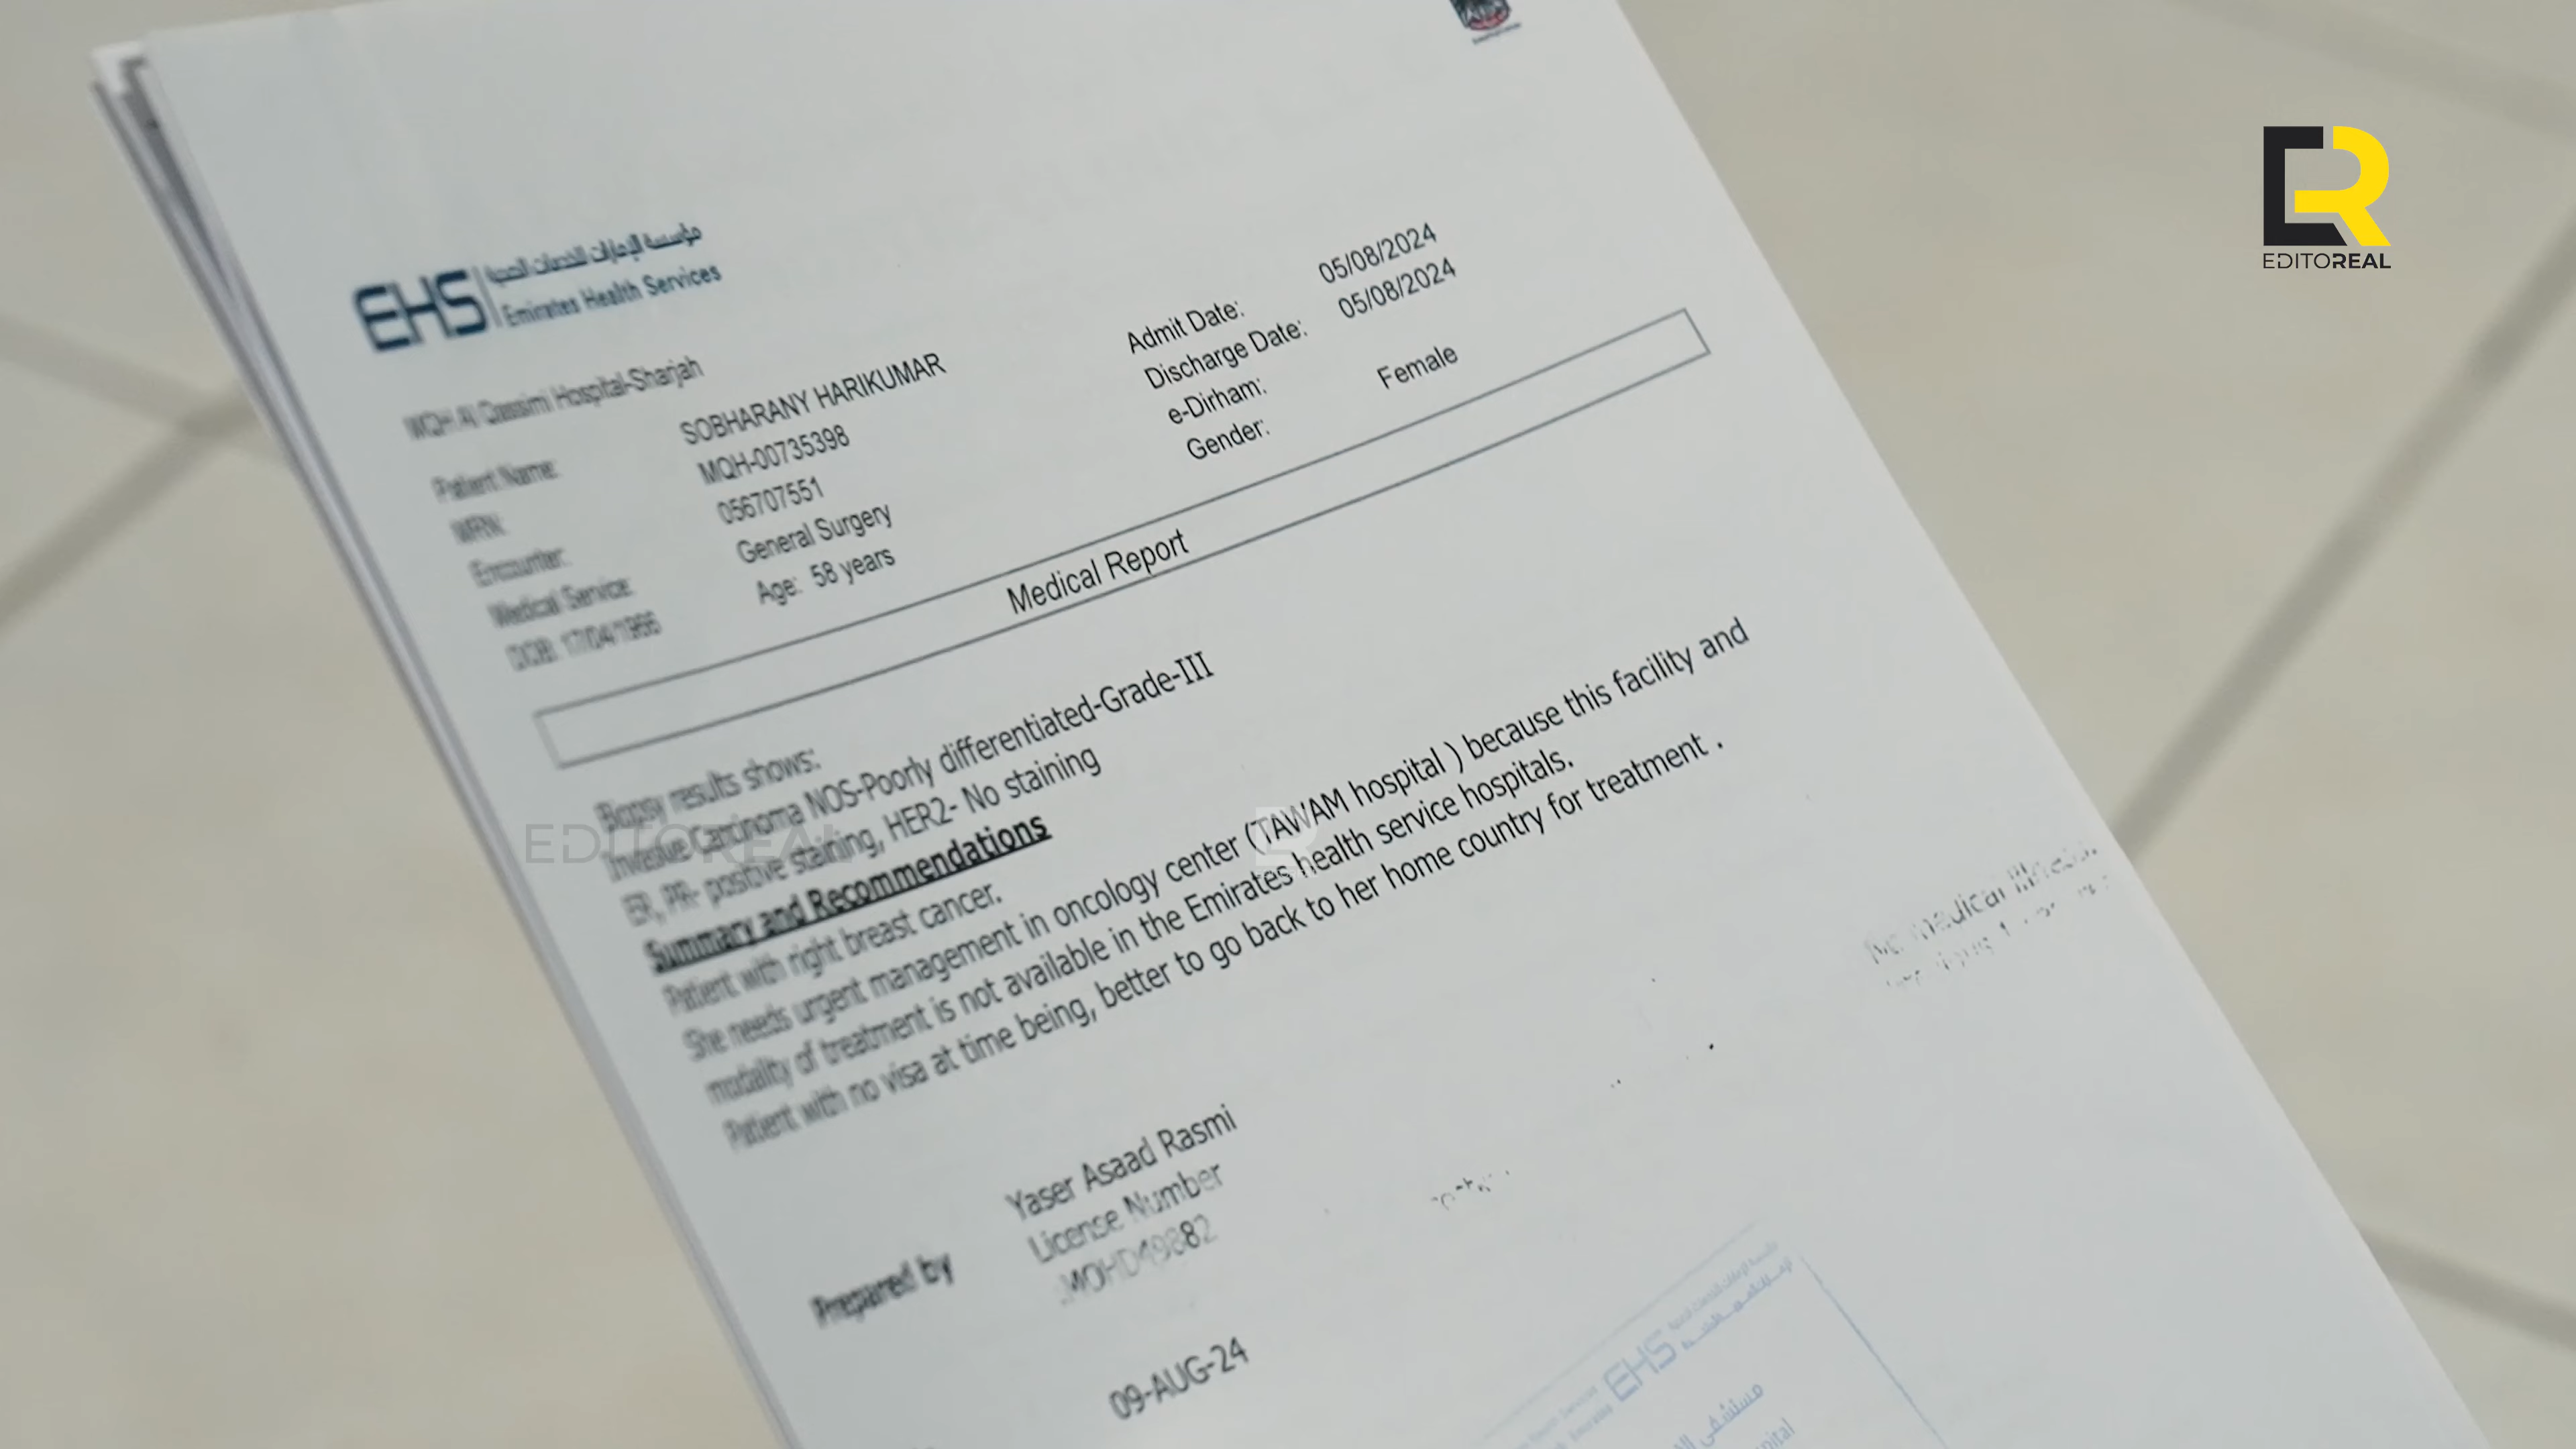 ER
EDITOREAL
EHS
مؤسسة الإمارات للخدمات الصحية
Emirates Health Services
MQH Al Qassimi Hospital-Sharjah
Patient Name: SOBHARANY HARIKUMAR
MRN: MQH-00735398
Encounter: 056707551
Medical Service: General Surgery
DOB: 17/04/1966 Age: 58 years
Admit Date: 05/08/2024
Discharge Date: 05/08/2024
e-Dirham:
Gender: Female
Medical Report
Biopsy results shows:
Invasive Carcinoma NOS-Poorly differentiated-Grade-III
ER, PR- positive staining, HER2- No staining
Summary and Recommendations
Patient with right breast cancer.
She needs urgent management in oncology center (TAWAM hospital ) because this facility and
modality of treatment is not available in the Emirates health service hospitals.
Patient with no visa at time being, better to go back to her home country for treatment .
EDITOREAL
Prepared by
Yaser Asaad Rasmi
License Number
MOHD49882
09-AUG-24
EHS
مستشفى